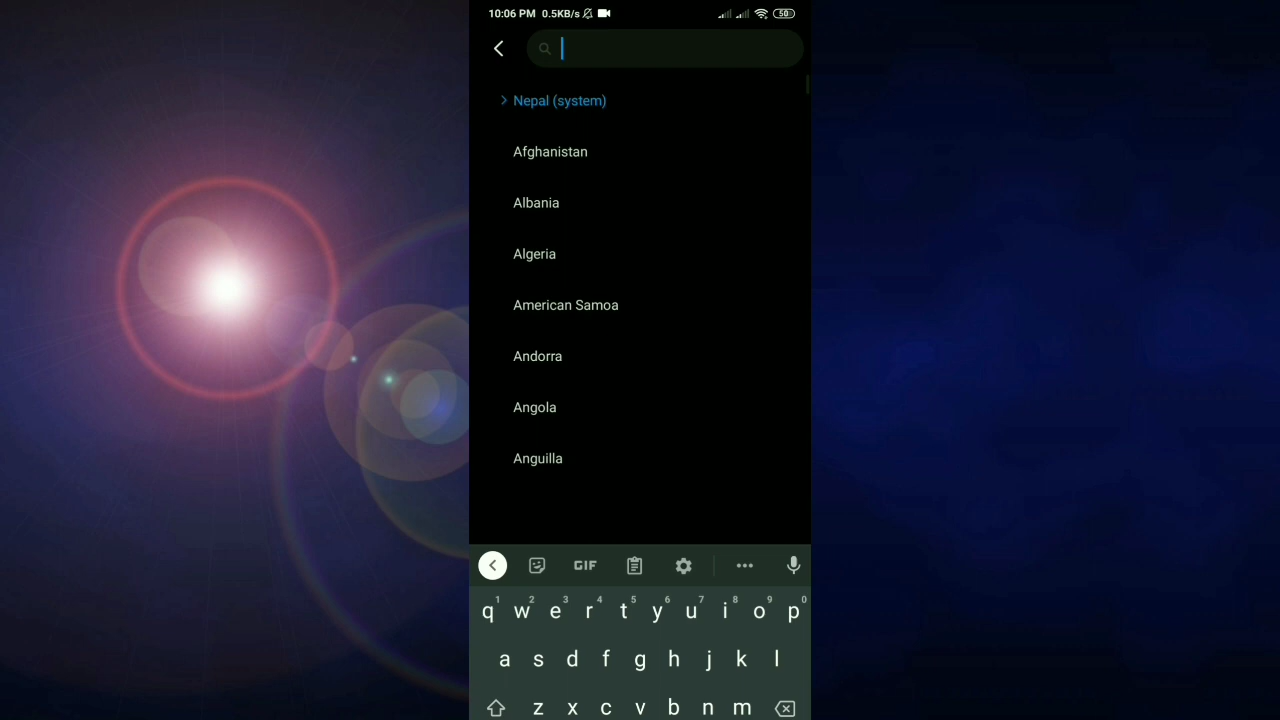 10:06 PM 0.5KB/s 50
Nepal (system)
Afghanistan
Albania
Algeria
American Samoa
Andorra
Angola
Anguilla
GIF
1 2 3 4 5 6 7 8 9 0
q w e r t y u i o p
a s d f g h j k l
z x c v b n m